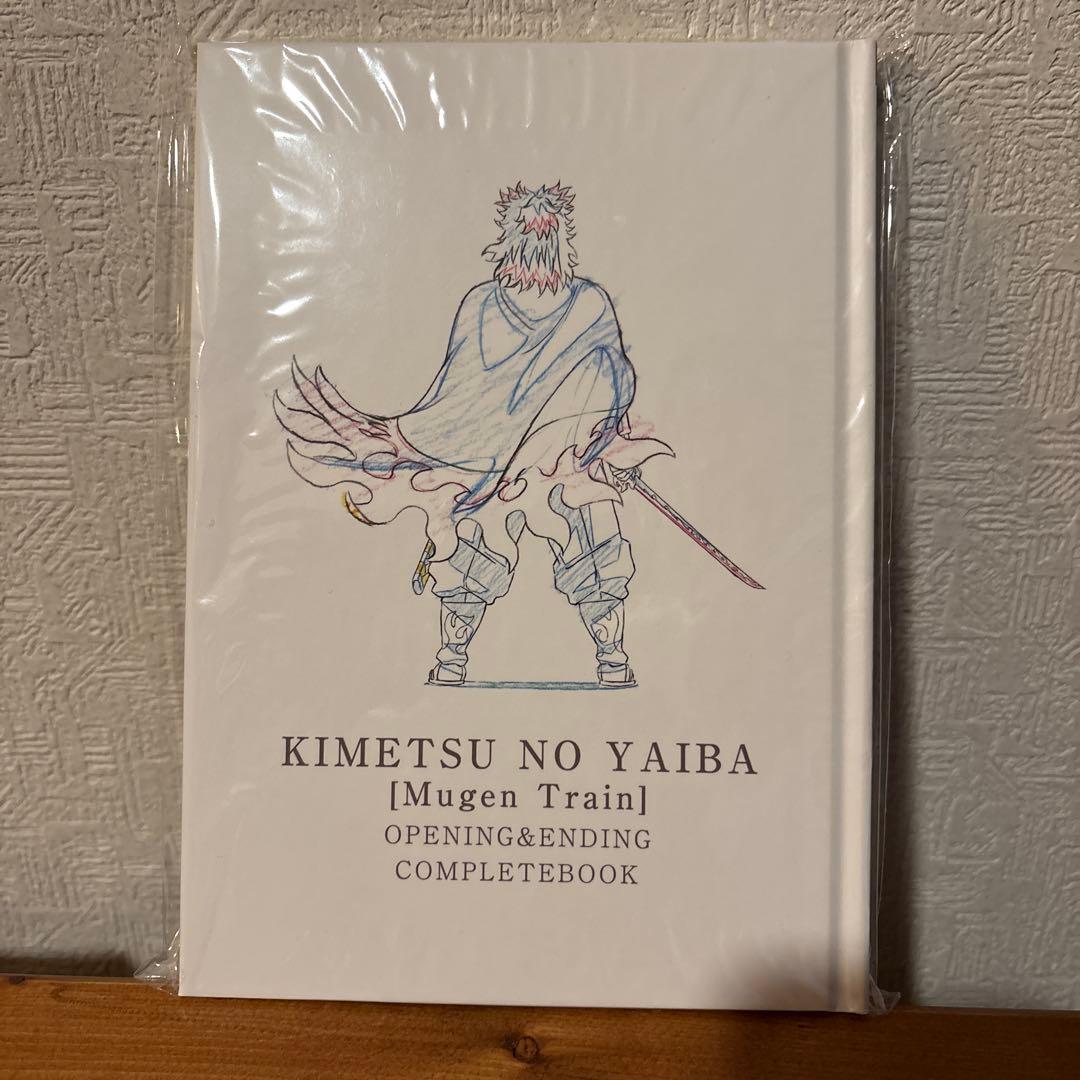 KIMETSU NO YAIBA
[Mugen Train]
OPENING&ENDING
COMPLETEBOOK